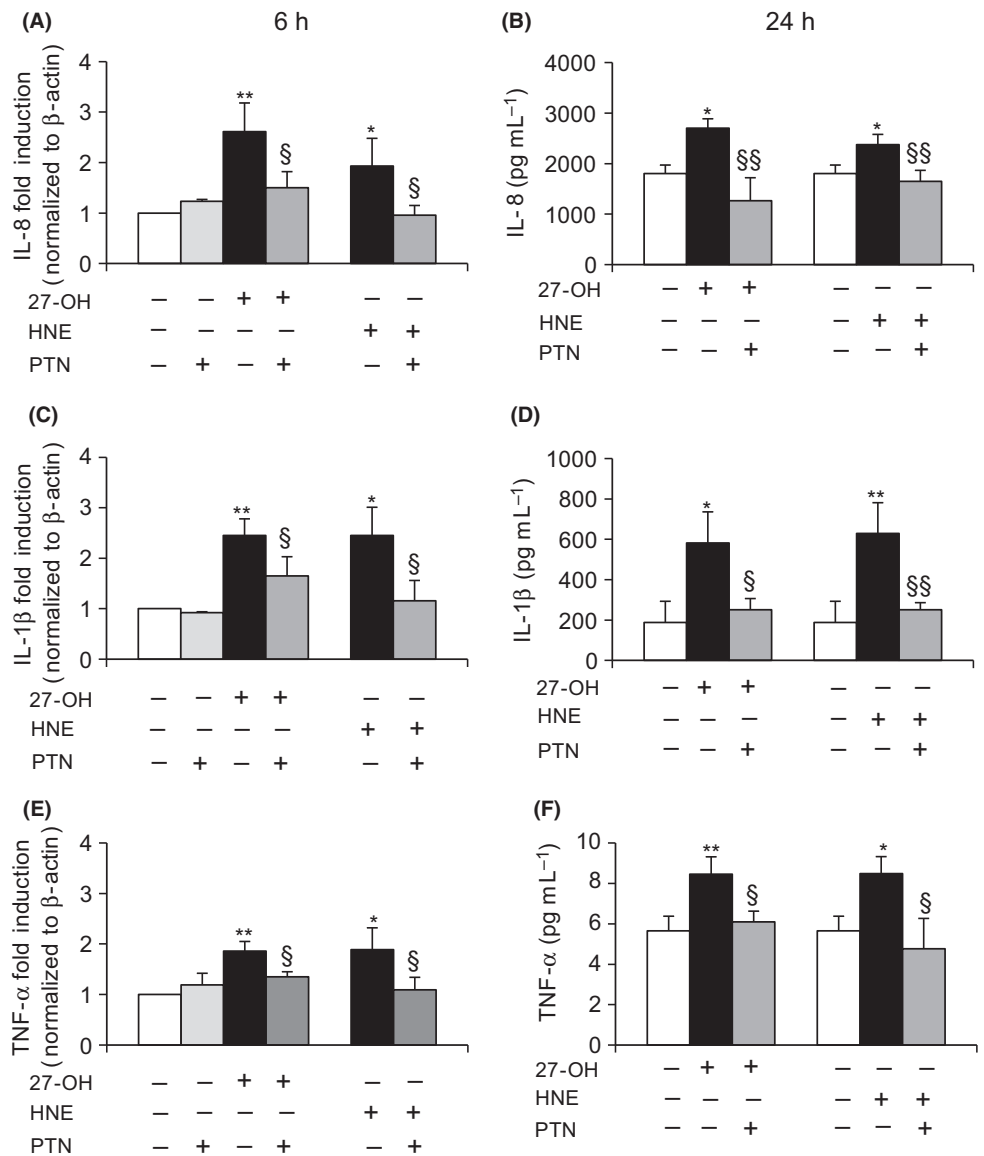 (A) 6 h
IL-8 fold induction
(normalized to β-actin)
4
3
2
1
0
** § * §
27-OH – – + + – –
HNE – – – – + +
PTN – + – + – +
(B) 24 h
IL- 8 (pg mL−1)
4000
3000
2000
1000
0
* §§ * §§
27-OH – + + – – –
HNE – – – – + +
PTN – – + – – +
(C)
IL-1β fold induction
(normalized to β-actin)
4
3
2
1
0
** § * §
27-OH – – + + – –
HNE – – – – + +
PTN – + – + – +
(D)
IL-1β (pg mL−1)
1000
800
600
400
200
0
* § ** §§
27-OH – + + – – –
HNE – – – – + +
PTN – – + – – +
(E)
TNF-α fold induction
(normalized to β-actin)
4
3
2
1
0
** § * §
27-OH – – + + – –
HNE – – – – + +
PTN – + – + – +
(F)
TNF-α (pg mL−1)
10
8
6
4
2
0
** § * §
27-OH – + + – – –
HNE – – – – + +
PTN – – + – – +